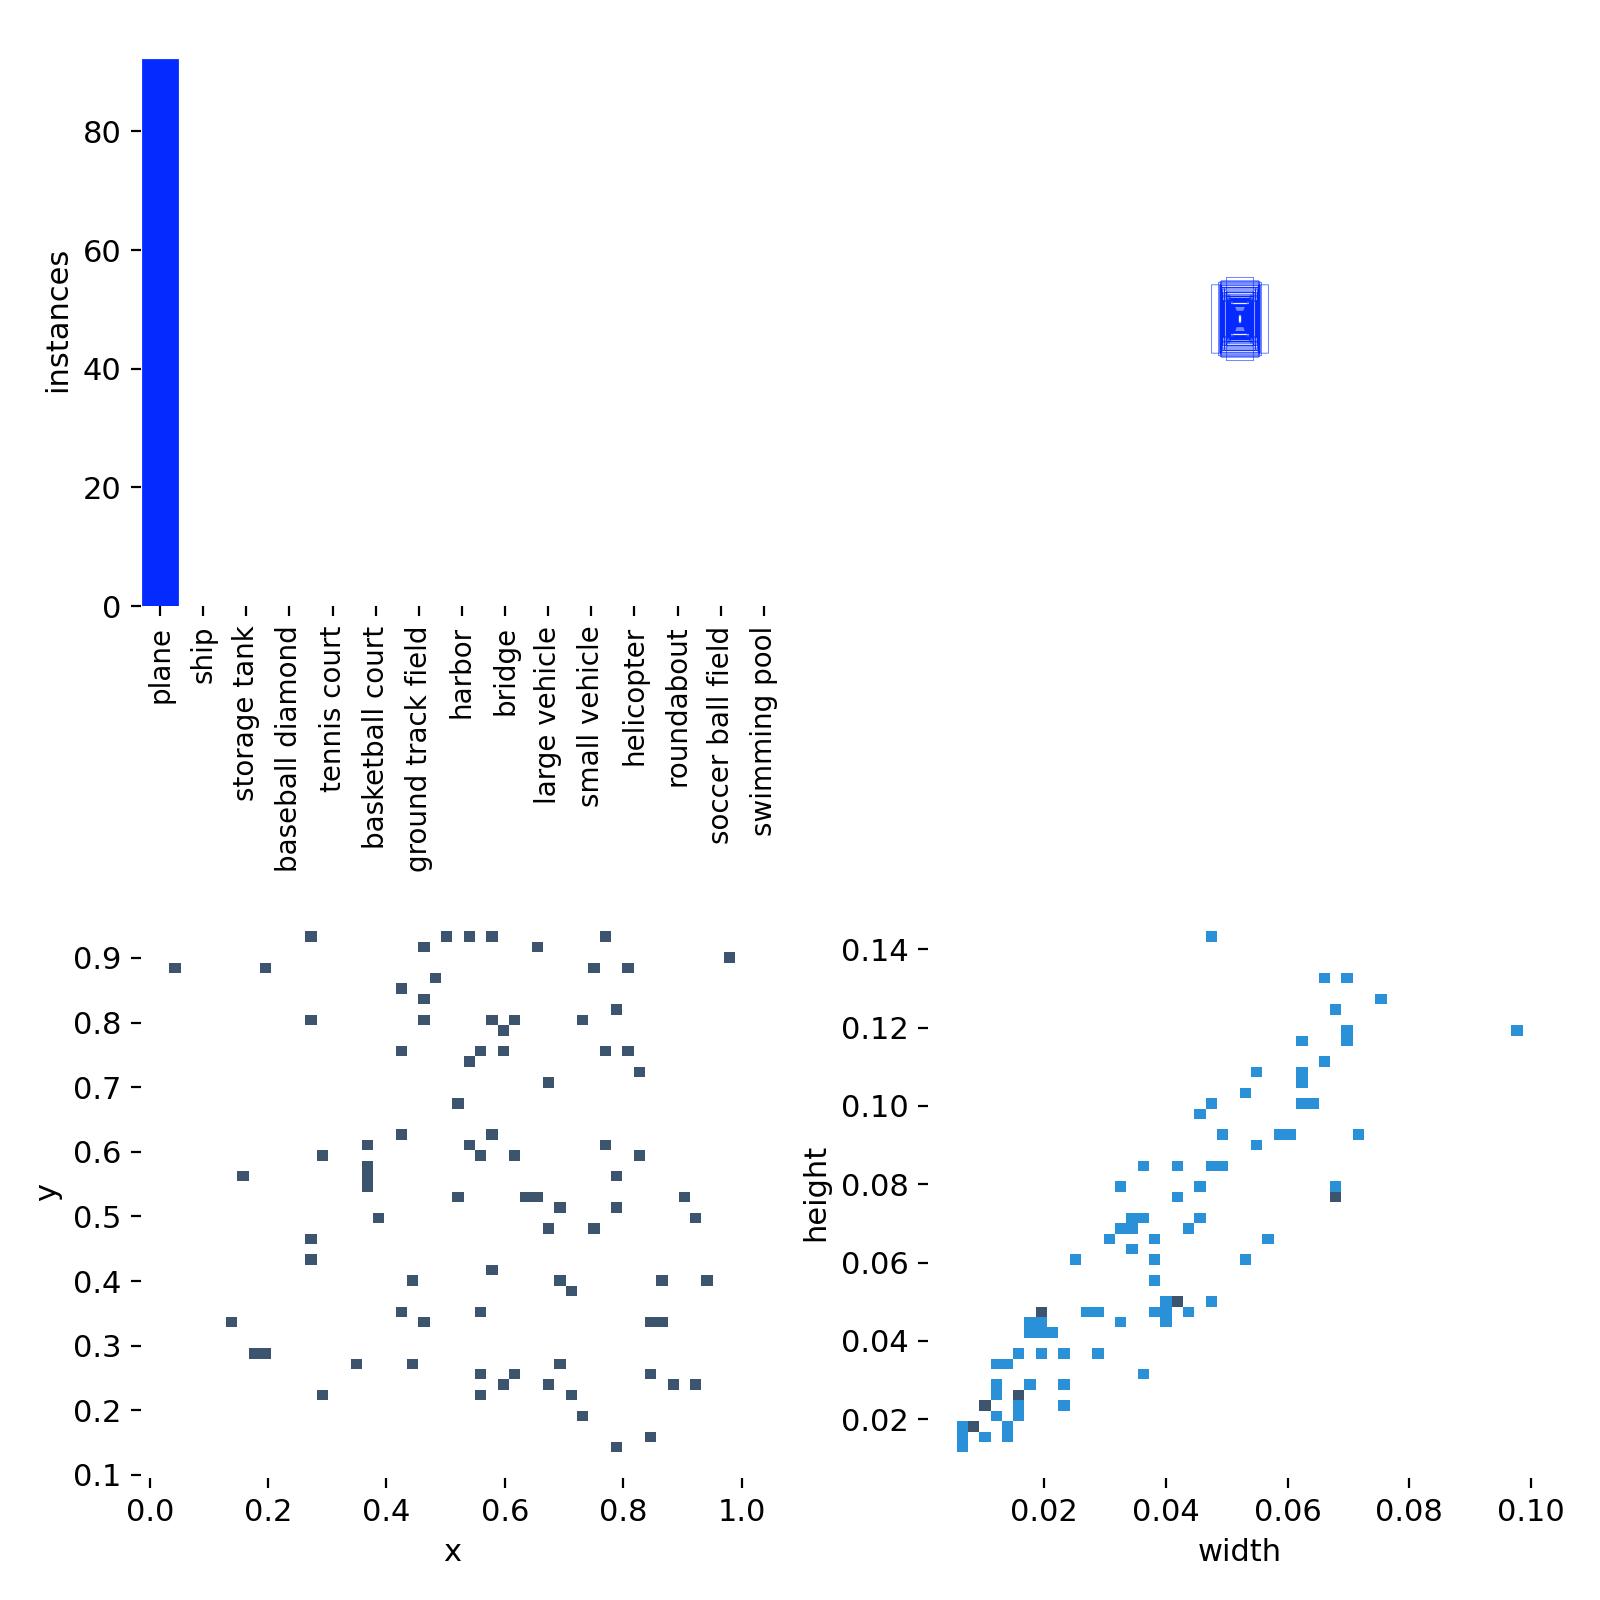 instances
80
60
40
20
0
plane
ship
storage tank
baseball diamond
tennis court
basketball court
ground track field
harbor
bridge
large vehicle
small vehicle
helicopter
roundabout
soccer ball field
swimming pool
y
0.9
0.8
0.7
0.6
0.5
0.4
0.3
0.2
0.1
0.0 0.2 0.4 0.6 0.8 1.0
x
height
0.14
0.12
0.10
0.08
0.06
0.04
0.02
0.02 0.04 0.06 0.08 0.10
width